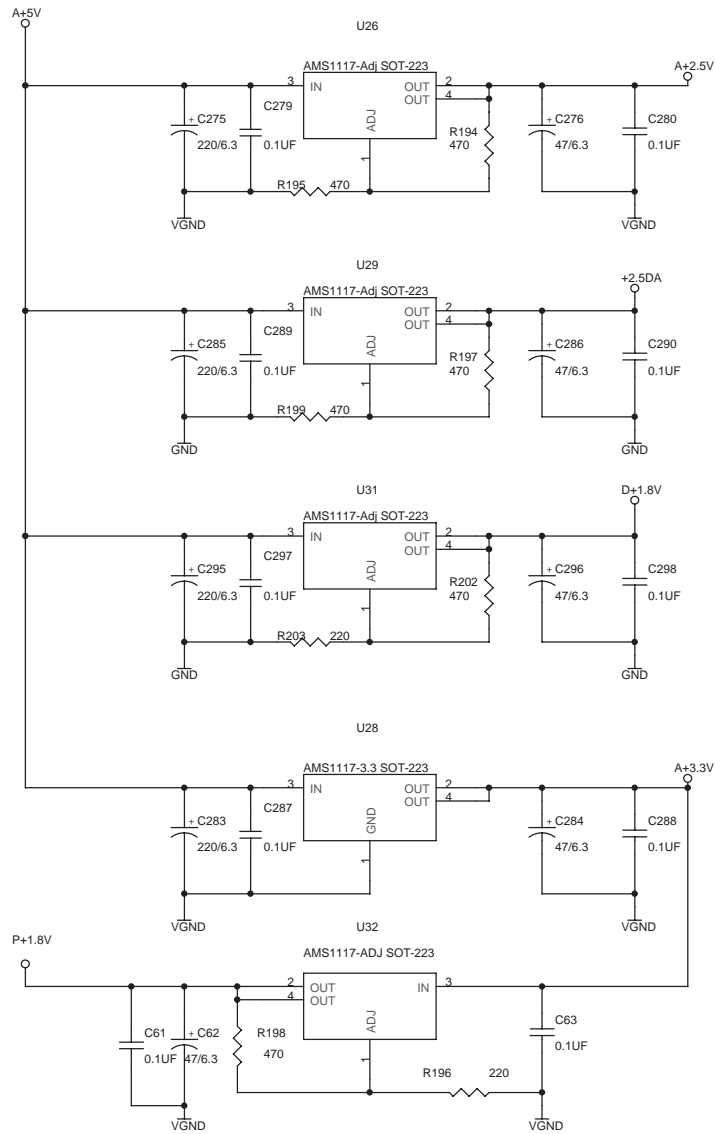 A+5V
U26
AMS1117-Adj SOT-223
A+2.5V
3 IN OUT 2
OUT 4
ADJ
1
+ C275
220/6.3
C279
0.1UF
R194
470
+ C276
47/6.3
C280
0.1UF
R195 470
VGND
VGND
U29
AMS1117-Adj SOT-223
+2.5DA
3 IN OUT 2
OUT 4
ADJ
1
+ C285
220/6.3
C289
0.1UF
R197
470
+ C286
47/6.3
C290
0.1UF
R199 470
GND
GND
U31
AMS1117-Adj SOT-223
D+1.8V
3 IN OUT 2
OUT 4
ADJ
1
+ C295
220/6.3
C297
0.1UF
R202
470
+ C296
47/6.3
C298
0.1UF
R203 220
GND
GND
U28
AMS1117-3.3 SOT-223
A+3.3V
3 IN OUT 2
OUT 4
GND
1
+ C283
220/6.3
C287
0.1UF
+ C284
47/6.3
C288
0.1UF
VGND
VGND
U32
P+1.8V
AMS1117-ADJ SOT-223
2 OUT IN 3
4 OUT
ADJ
1
C61
0.1UF
+ C62
47/6.3
R198
470
C63
0.1UF
R196 220
VGND
VGND